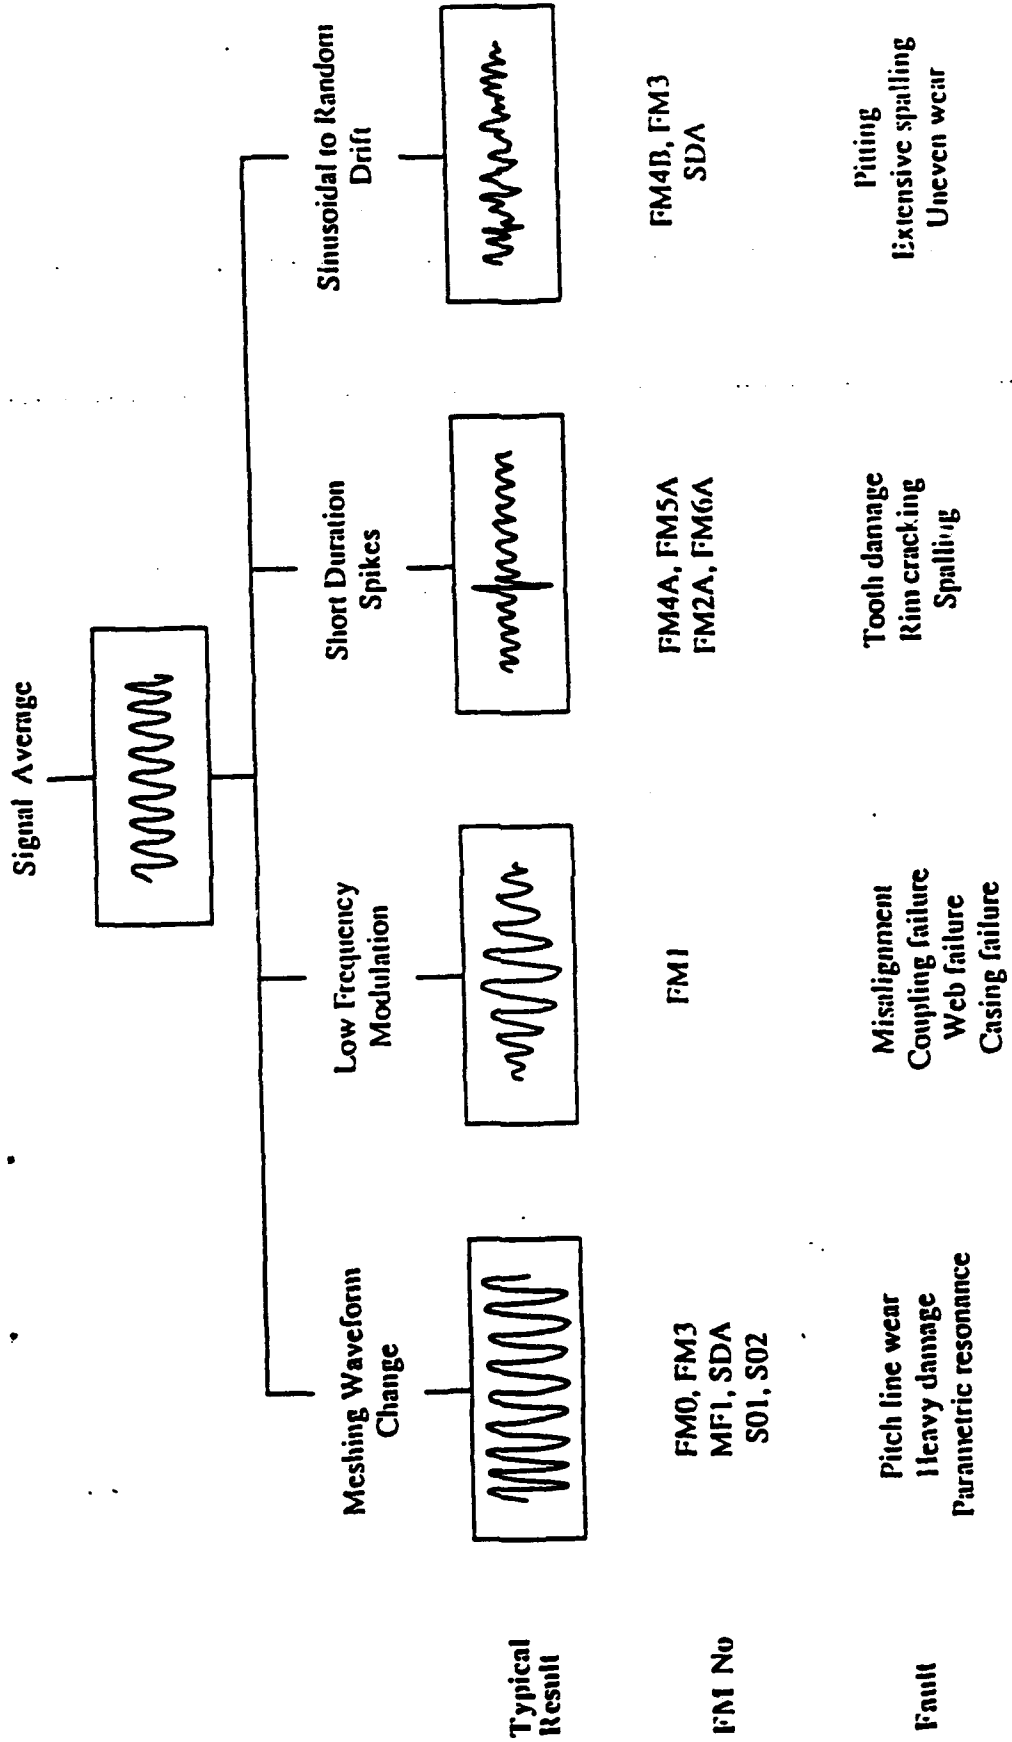 Signal Average
Meshing Waveform
Change
Low Frequency
Modulation
Short Duration
Spikes
Sinusoidal to Random
Drift
Typical
Result
FM No
FM0, FM3
MF1, SDA
S01, S02
FM1
FM4A, FM5A
FM2A, FM6A
FM4B, FM3
SDA
Fault
Pitch line wear
Heavy damage
Parametric resonance
Misalignment
Coupling failure
Web failure
Casing failure
Tooth damage
Rim cracking
Spalling
Pitting
Extensive spalling
Uneven wear